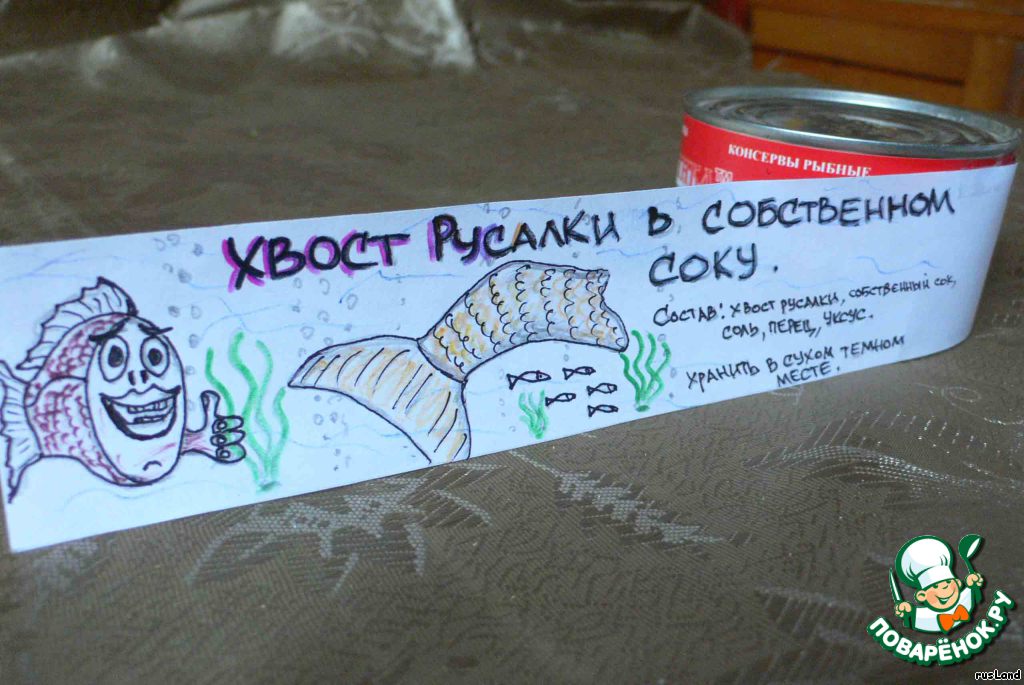 КОНСЕРВЫ РЫБНЫЕ
ХВОСТ РУСАЛКИ В СОБСТВЕННОМ
СОКУ.
СОСТАВ: ХВОСТ РУСАЛКИ, СОБСТВЕННЫЙ СОК,
СОЛЬ, ПЕРЕЦ, УКСУС.
ХРАНИТЬ В СУХОМ ТЕМНОМ
МЕСТЕ.
ПОВАРЁНОК.РУ
rusLand